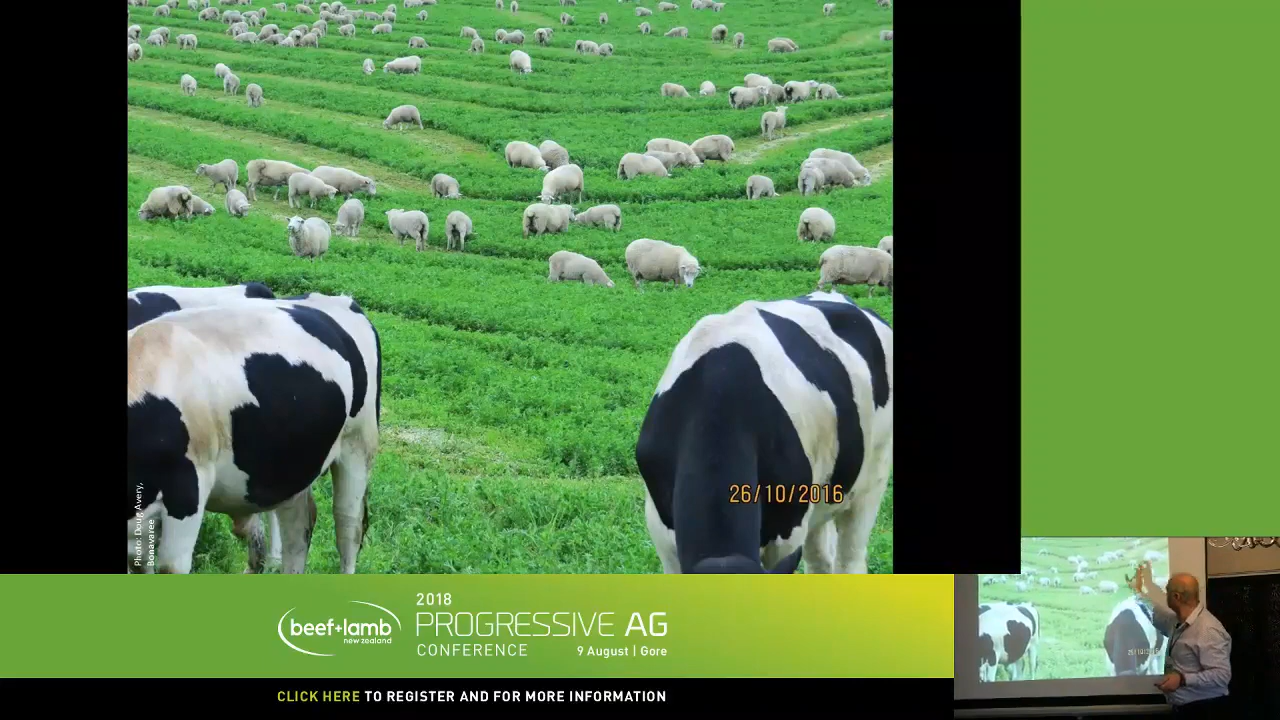 26/10/2016
Photo: Doug Avery,
Bonavaree
beef+lamb
new zealand
2018
PROGRESSIVE AG
CONFERENCE 9 August | Gore
CLICK HERE TO REGISTER AND FOR MORE INFORMATION